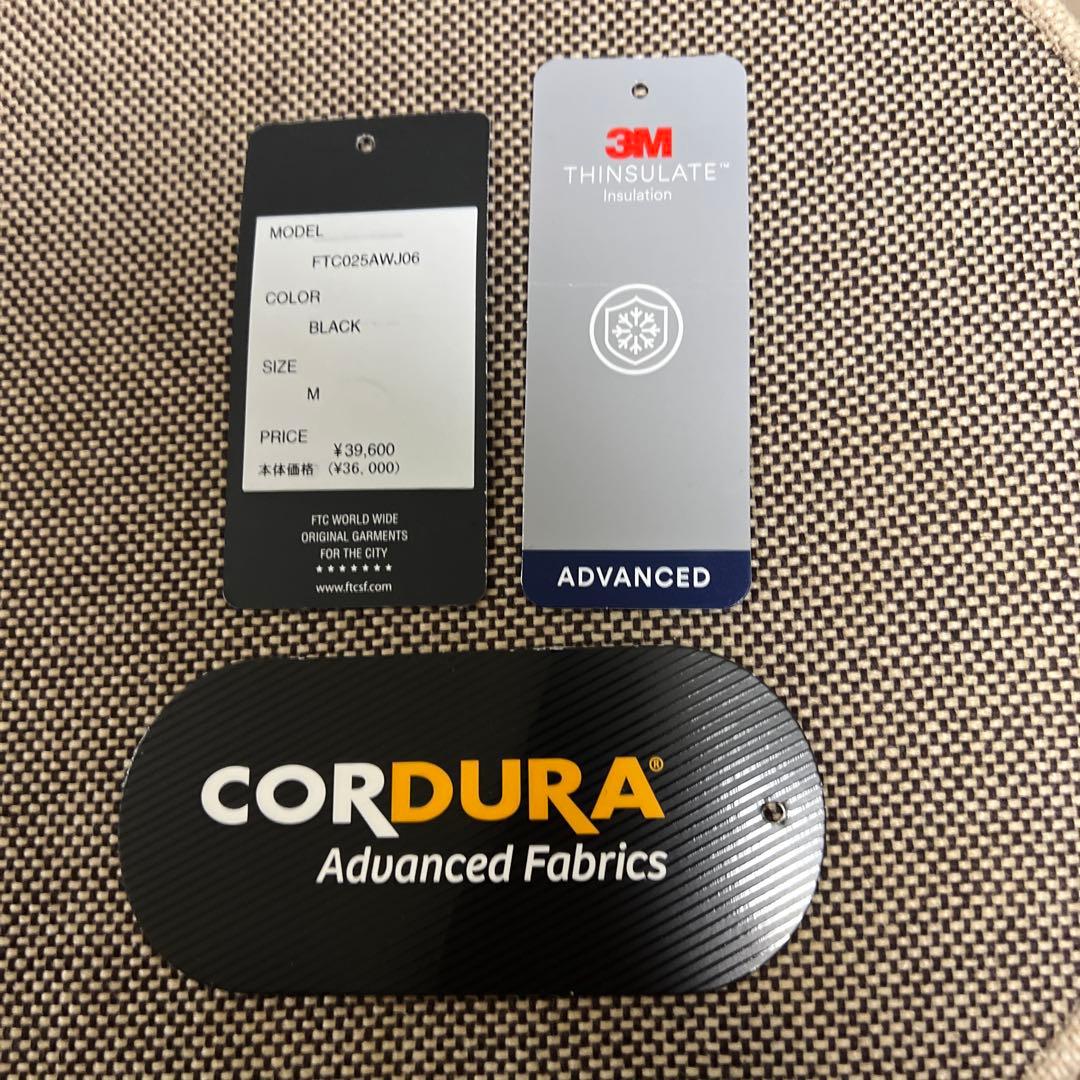 MODEL
FTC025AWJ06
COLOR
BLACK
SIZE
M
PRICE
¥39,600
本体価格 (¥36, 000)
FTC WORLD WIDE
ORIGINAL GARMENTS
FOR THE CITY
★★★★★★★
www.ftcsf.com
3M
THINSULATE™
Insulation
ADVANCED
CORDURA®
Advanced Fabrics